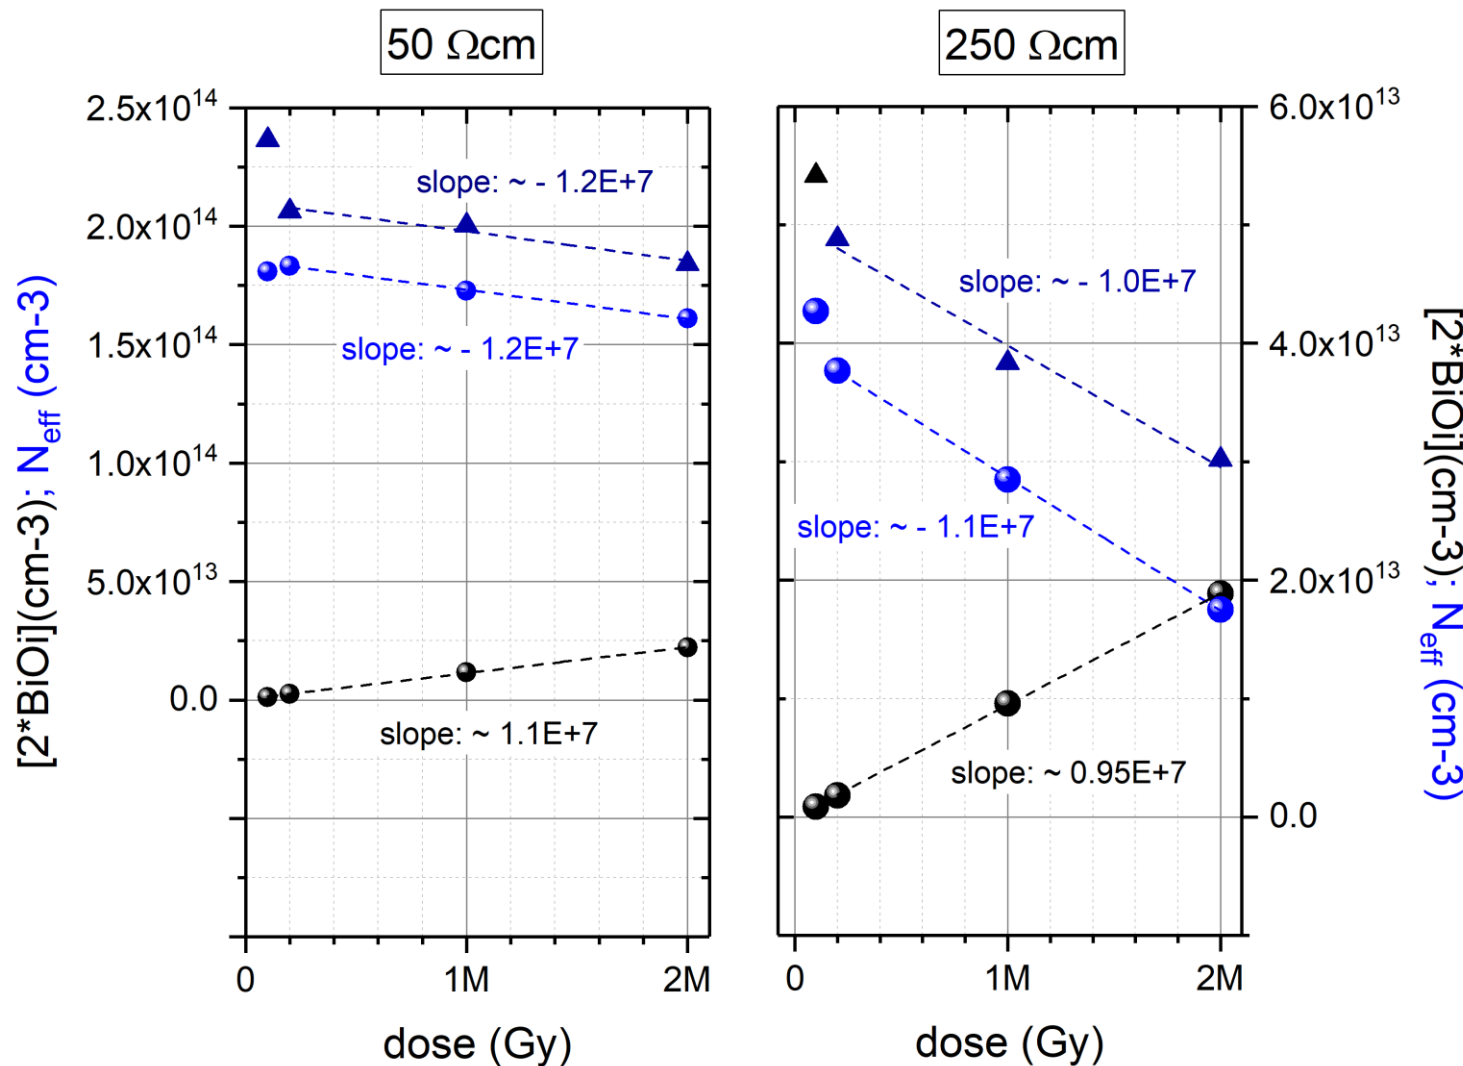 50 Ωcm
250 Ωcm
[2*BiOi](cm-3); N_eff (cm-3)
2.5x10^14
2.0x10^14
1.5x10^14
1.0x10^14
5.0x10^13
0.0
slope: ~ - 1.2E+7
slope: ~ - 1.2E+7
slope: ~ 1.1E+7
0
1M
2M
dose (Gy)
slope: ~ - 1.0E+7
slope: ~ - 1.1E+7
slope: ~ 0.95E+7
0
1M
2M
dose (Gy)
6.0x10^13
4.0x10^13
2.0x10^13
0.0
[2*BiOi](cm-3); N_eff (cm-3)